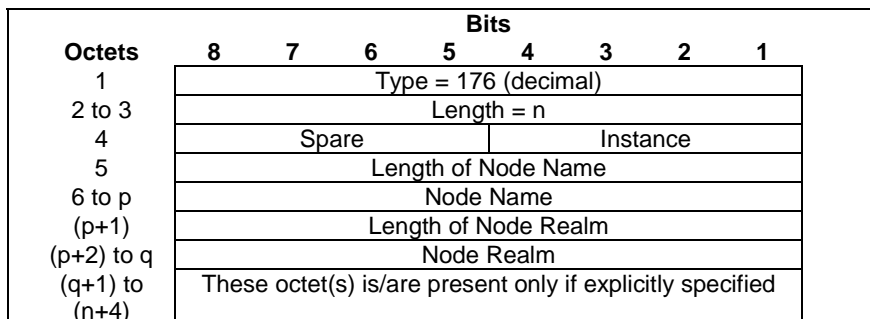 Bits
Octets 8 7 6 5 4 3 2 1
1 Type = 176 (decimal)
2 to 3 Length = n
4 Spare Instance
5 Length of Node Name
6 to p Node Name
(p+1) Length of Node Realm
(p+2) to q Node Realm
(q+1) to These octet(s) is/are present only if explicitly specified
(n+4)